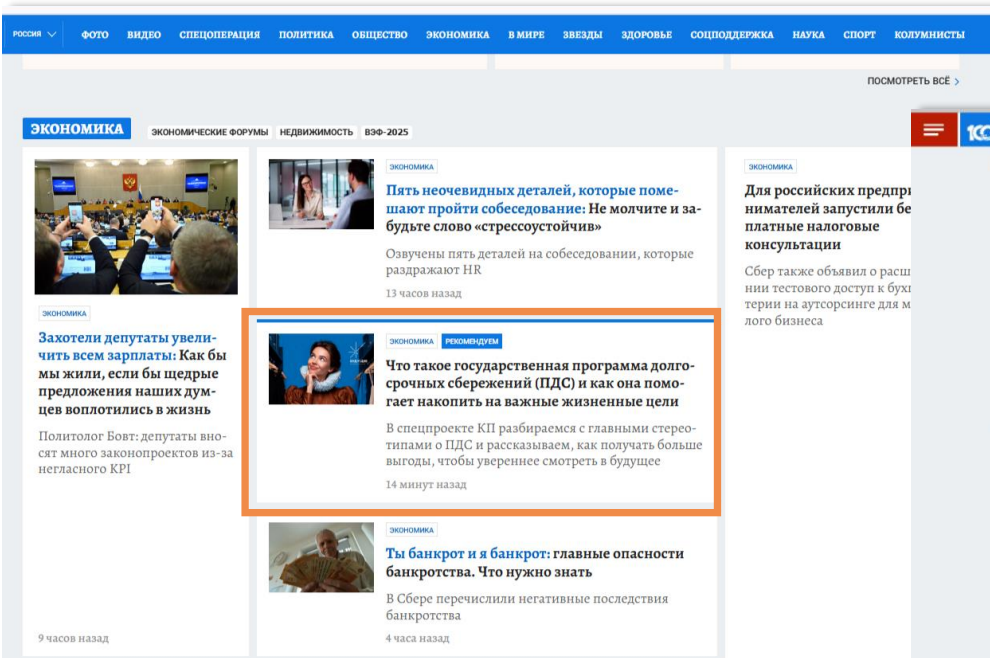 РОССИЯ
ФОТО ВИДЕО СПЕЦОПЕРАЦИЯ ПОЛИТИКА ОБЩЕСТВО ЭКОНОМИКА В МИРЕ ЗВЕЗДЫ ЗДОРОВЬЕ СОЦПОДДЕРЖКА НАУКА СПОРТ КОЛУМНИСТЫ
ПОСМОТРЕТЬ ВСЁ >
ЭКОНОМИКА
ЭКОНОМИЧЕСКИЕ ФОРУМЫ НЕДВИЖИМОСТЬ ВЭФ-2025
ЭКОНОМИКА
Захотели депутаты увели-
чить всем зарплаты: Как бы
мы жили, если бы щедрые
предложения наших дум-
цев воплотились в жизнь
Политолог Бовт: депутаты вно-
сят много законопроектов из-за
негласного KPI
9 часов назад
ЭКОНОМИКА
Пять неочевидных деталей, которые поме-
шают пройти собеседование: Не молчите и за-
будьте слово «стрессоустойчив»
Озвучены пять деталей на собеседовании, которые
раздражают HR
13 часов назад
ЭКОНОМИКА РЕКОМЕНДУЕМ
Что такое государственная программа долго-
срочных сбережений (ПДС) и как она помо-
гает накопить на важные жизненные цели
В спецпроекте КП разбираемся с главными стерео-
типами о ПДС и рассказываем, как получать больше
выгоды, чтобы увереннее смотреть в будущее
14 минут назад
ЭКОНОМИКА
Ты банкрот и я банкрот: главные опасности
банкротства. Что нужно знать
В Сбере перечислили негативные последствия
банкротства
4 часа назад
ЭКОНОМИКА
Для российских предпри
нимателей запустили бе
платные налоговые
консультации
Сбер также объявил о расш
нии тестового доступ к бухг
терии на аутсорсинге для м
лого бизнеса